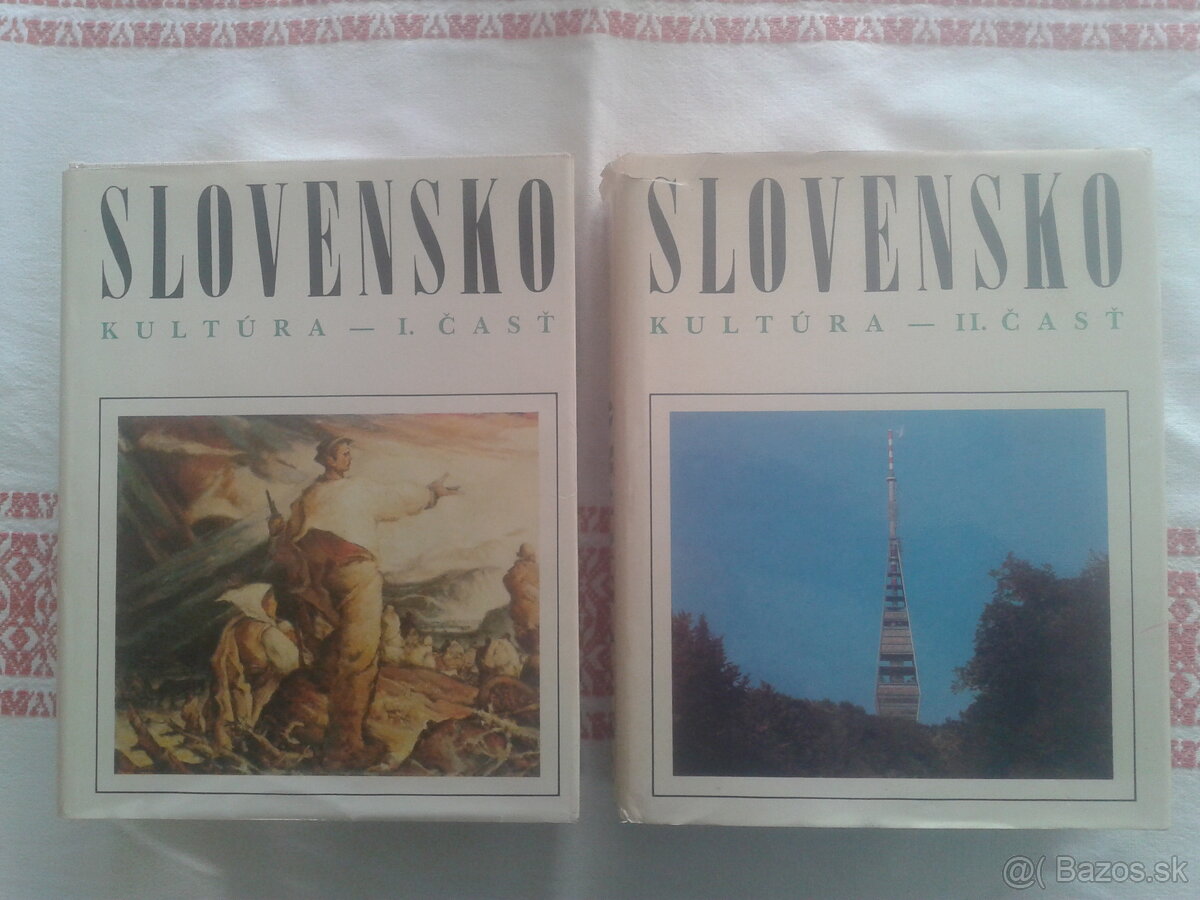 SLOVENSKO
KULTÚRA — I. ČASŤ
SLOVENSKO
KULTÚRA — II. ČASŤ
@( Bazos.sk